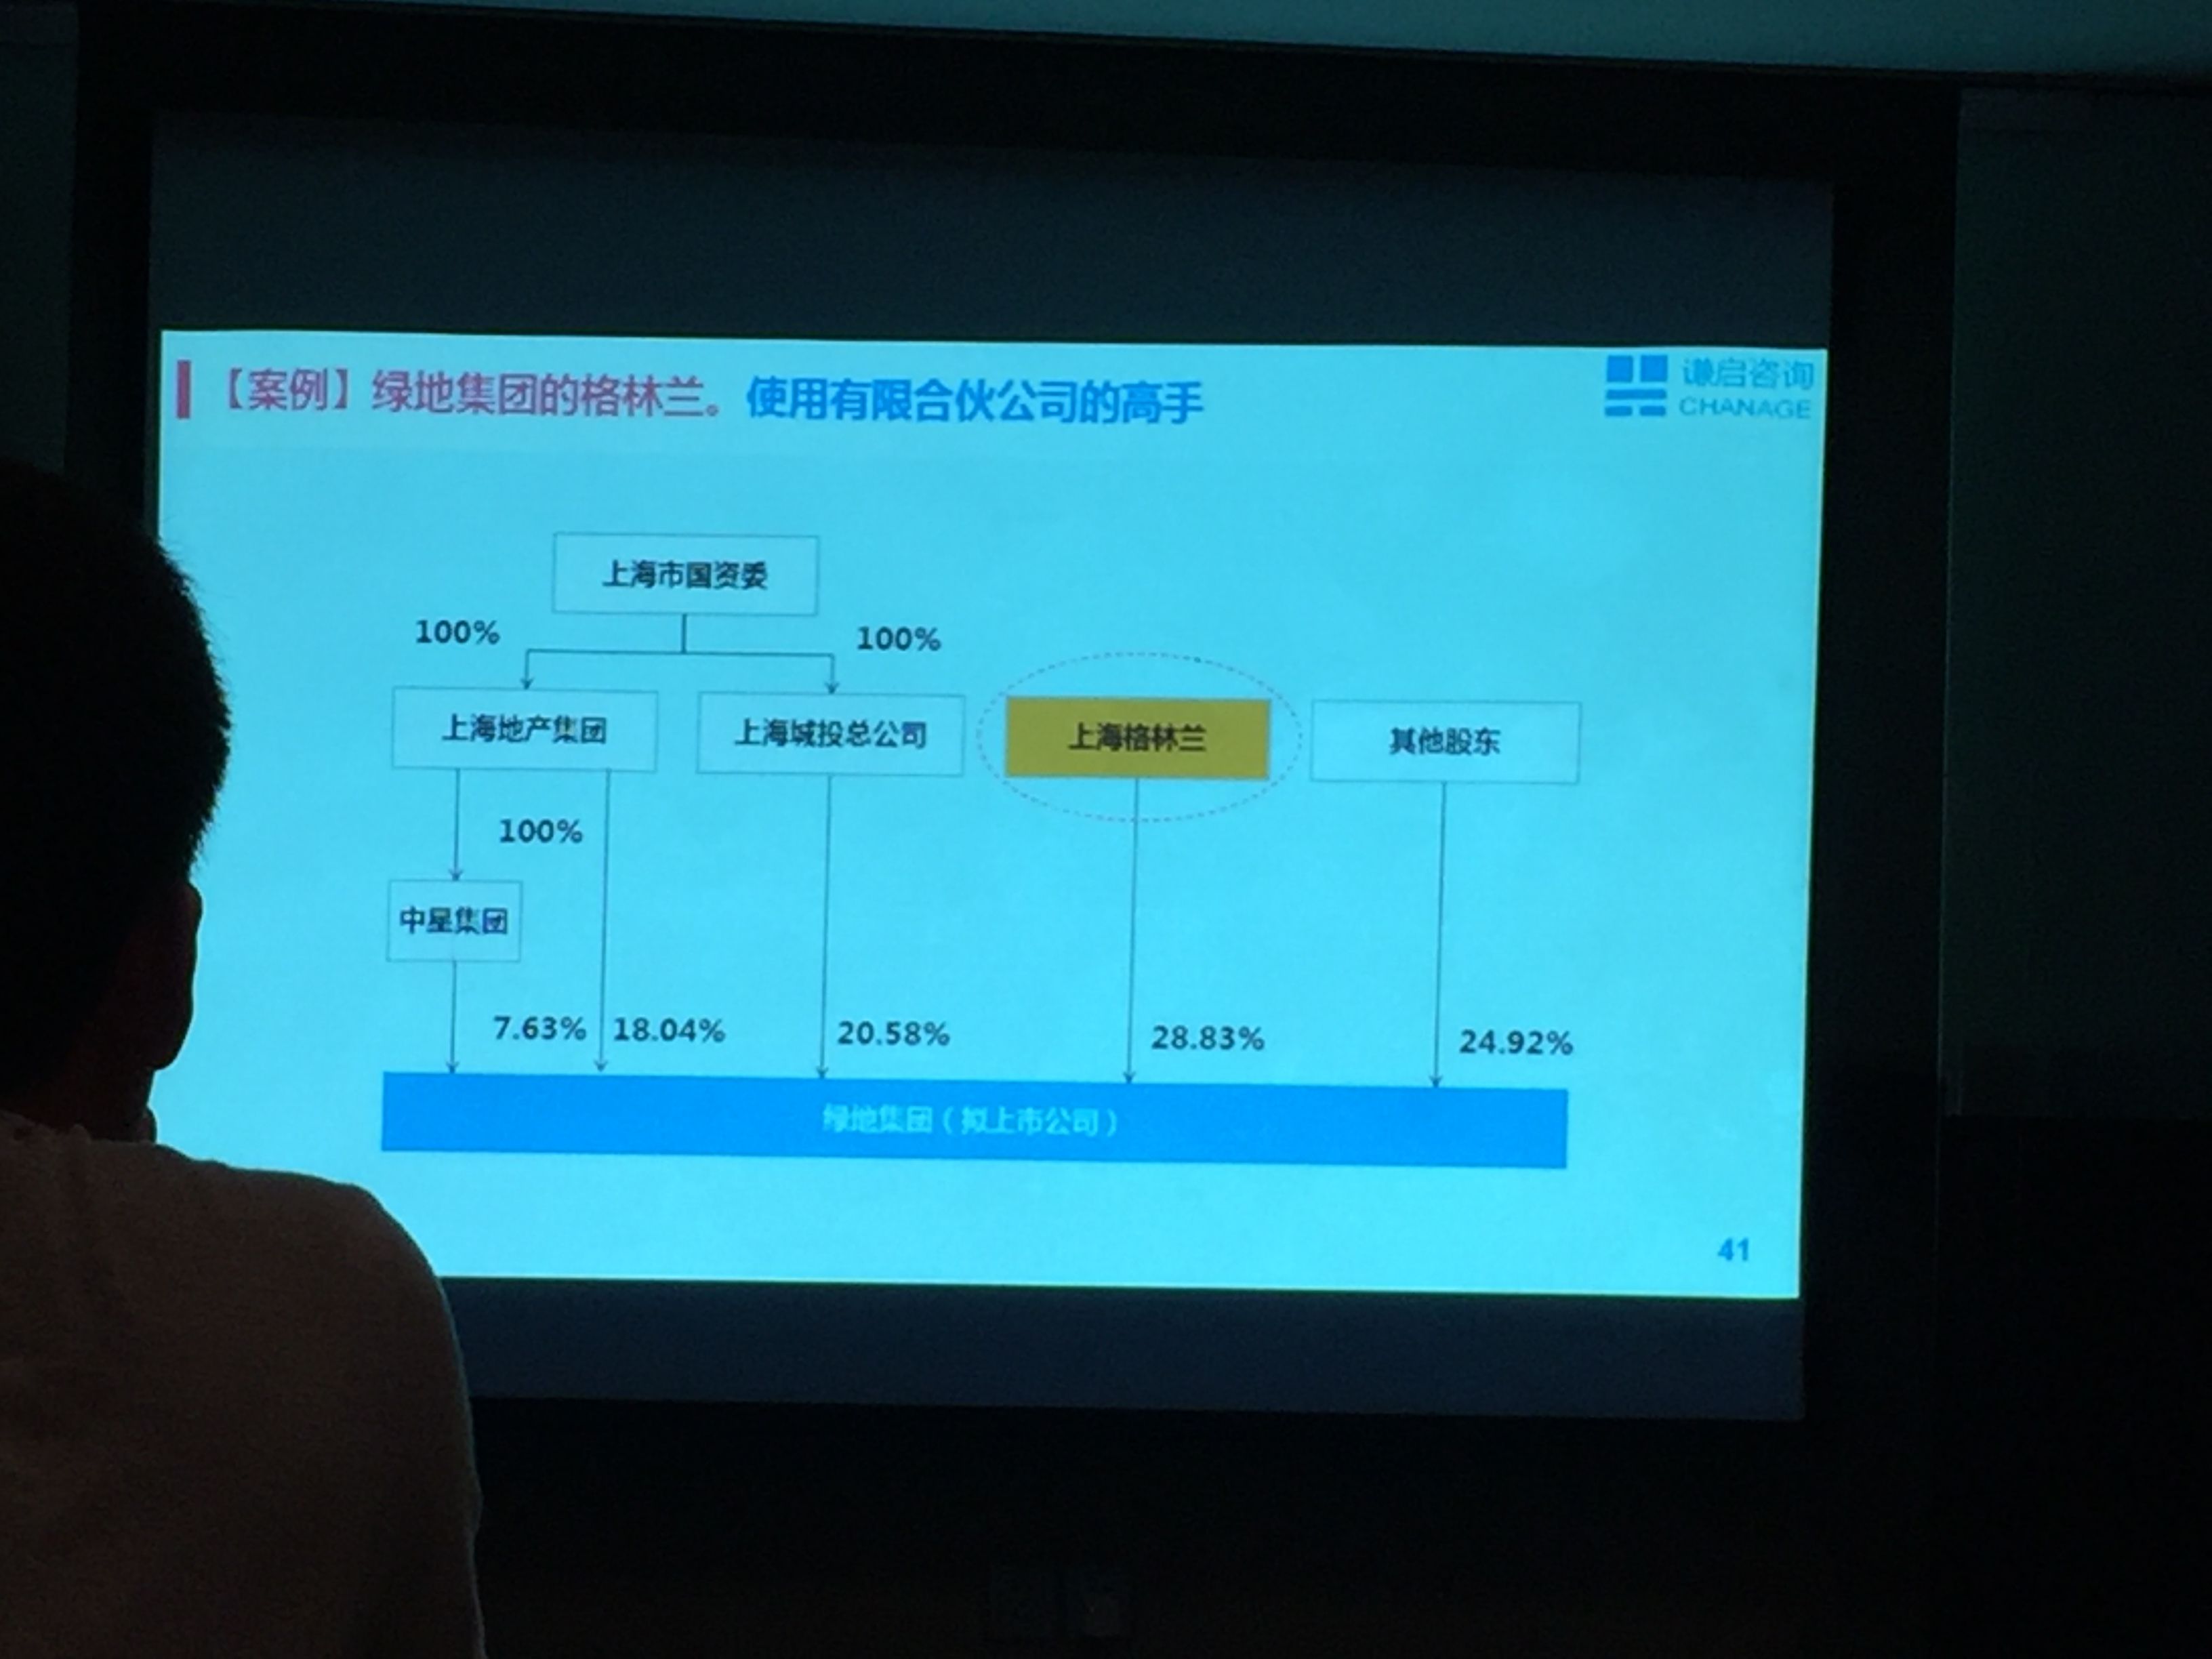 【案例】绿地集团的格林兰。使用有限合伙公司的高手
谦启咨询
CHANAGE
上海市国资委
100%
100%
上海地产集团
上海城投总公司
上海格林兰
其他股东
100%
中星集团
7.63%
18.04%
20.58%
28.83%
24.92%
绿地集团（拟上市公司）
41